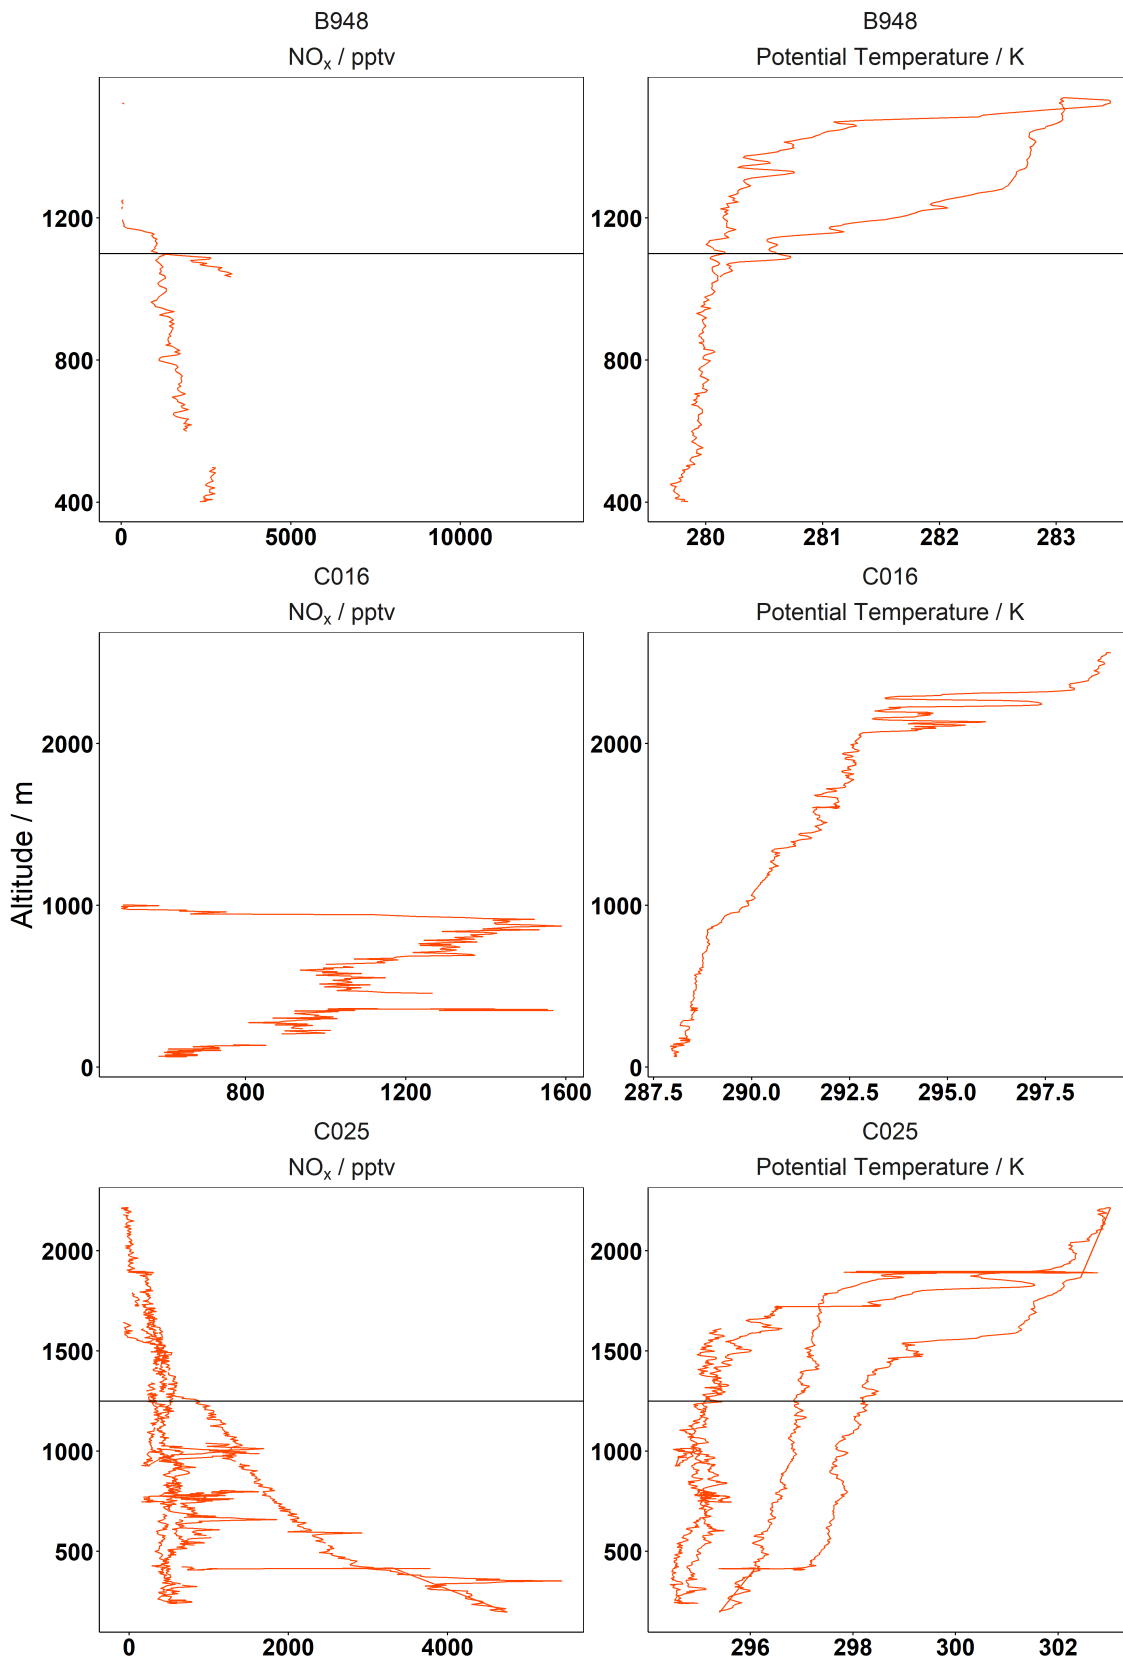 B948
NOₓ / pptv
B948
Potential Temperature / K
1200
800
400
0 5000 10000
1200
800
400
280 281 282 283
C016
NOₓ / pptv
C016
Potential Temperature / K
Altitude / m
2000
1000
0
800 1200 1600
2000
1000
0
287.5 290.0 292.5 295.0 297.5
C025
NOₓ / pptv
C025
Potential Temperature / K
2000
1500
1000
500
0 2000 4000
2000
1500
1000
500
296 298 300 302